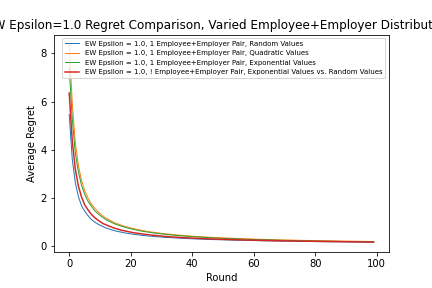 Epsilon=1.0 Regret Comparison, Varied Employee+Employer
EW Epsilon = 1.0, 1 Employee+Employer Pair, Random Values
EW Epsilon = 1.0, 1 Employee+Employer Pair, Quadratic Values
EW Epsilon = 1.0, 1 Employee+Employer Pair, Exponential Values
EW Epsilon = 1.0, ! Employee+Employer Pair, Exponential Values vs. Random Values
Average Regret
8
6
4
2
0
0 20 40 60 80 100
Round